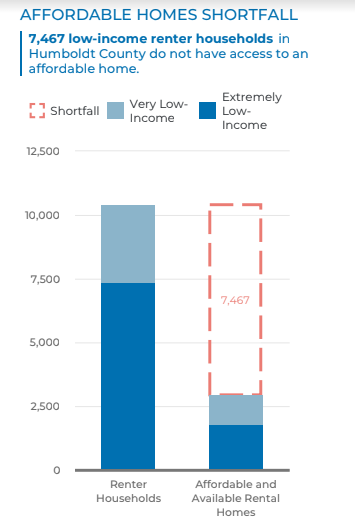 AFFORDABLE HOMES SHORTFALL
7,467 low-income renter households in
Humboldt County do not have access to an
affordable home.
Shortfall
Very Low-
Income
Extremely
Low-
Income
12,500
10,000
7,500
5,000
2,500
0
7,467
Renter
Households
Affordable and
Available Rental
Homes